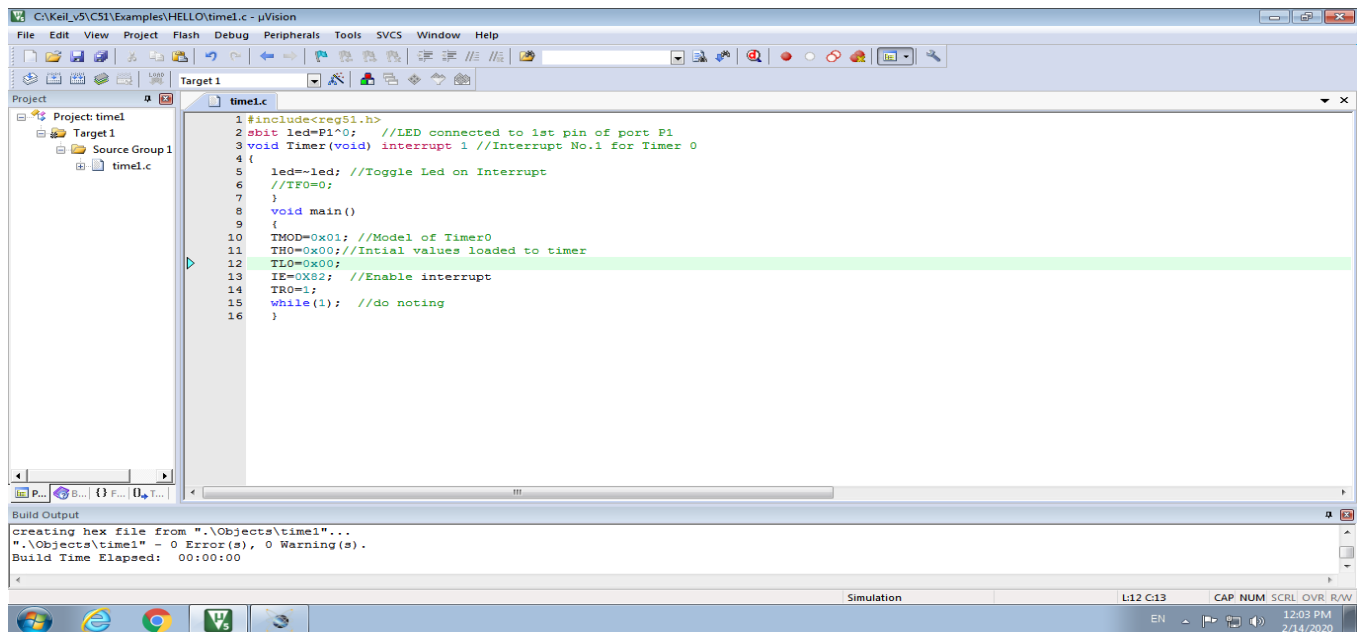 C:\Keil_v5\C51\Examples\HELLO\time1.c - µVision
File Edit View Project Flash Debug Peripherals Tools SVCS Window Help
LOAD
Target 1
Project
time1.c
Project: time1
Target 1
Source Group 1
time1.c
1 #include<reg51.h>
2 sbit led=P1^0;   //LED connected to 1st pin of port P1
3 void Timer(void) interrupt 1 //Interrupt No.1 for Timer 0
4 {
5    led=~led; //Toggle Led on Interrupt
6    //TF0=0;
7    }
8    void main()
9    {
10    TMOD=0x01; //Model of Timer0
11    TH0=0x00;//Intial values loaded to timer
12    TL0=0x00;
13    IE=0X82;  //Enable interrupt
14    TR0=1;
15    while(1);  //do noting
16    }
P... B... {} F... 0 T...
Build Output
creating hex file from ".\Objects\time1"...
".\Objects\time1" - 0 Error(s), 0 Warning(s).
Build Time Elapsed:  00:00:00
Simulation L:12 C:13 CAP NUM SCRL OVR R/W
EN 12:03 PM
2/14/2020